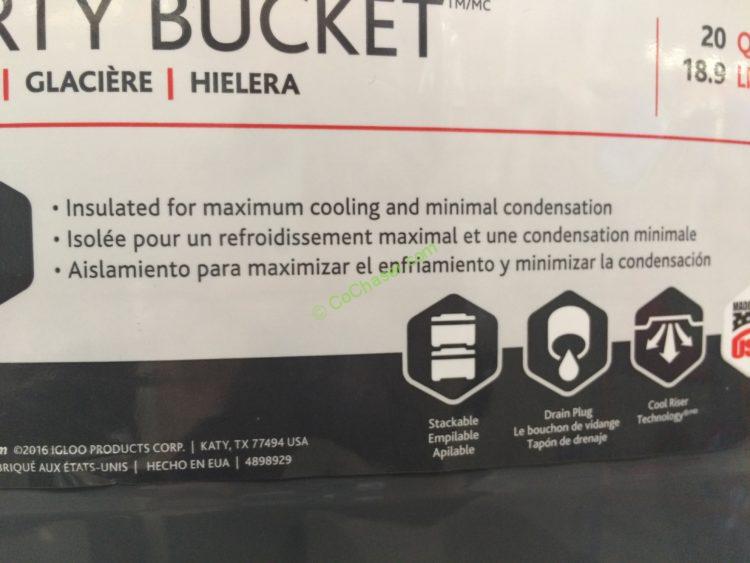 RTY BUCKET™/MC
| GLACIÈRE | HIELERA
20 Q
18.9 LI
• Insulated for maximum cooling and minimal condensation
• Isolée pour un refroidissement maximal et une condensation minimale
• Aislamiento para maximizar el enfriamiento y minimizar la condensación
© CoChaser.com
MADE
Stackable
Empilable
Apilable
Drain Plug
Le bouchon de vidange
Tapón de drenaje
Cool Riser
Technology
m ©2016 IGLOO PRODUCTS CORP. | KATY, TX 77494 USA
BRIQUÉ AUX ÉTATS-UNIS | HECHO EN EUA | 4898929